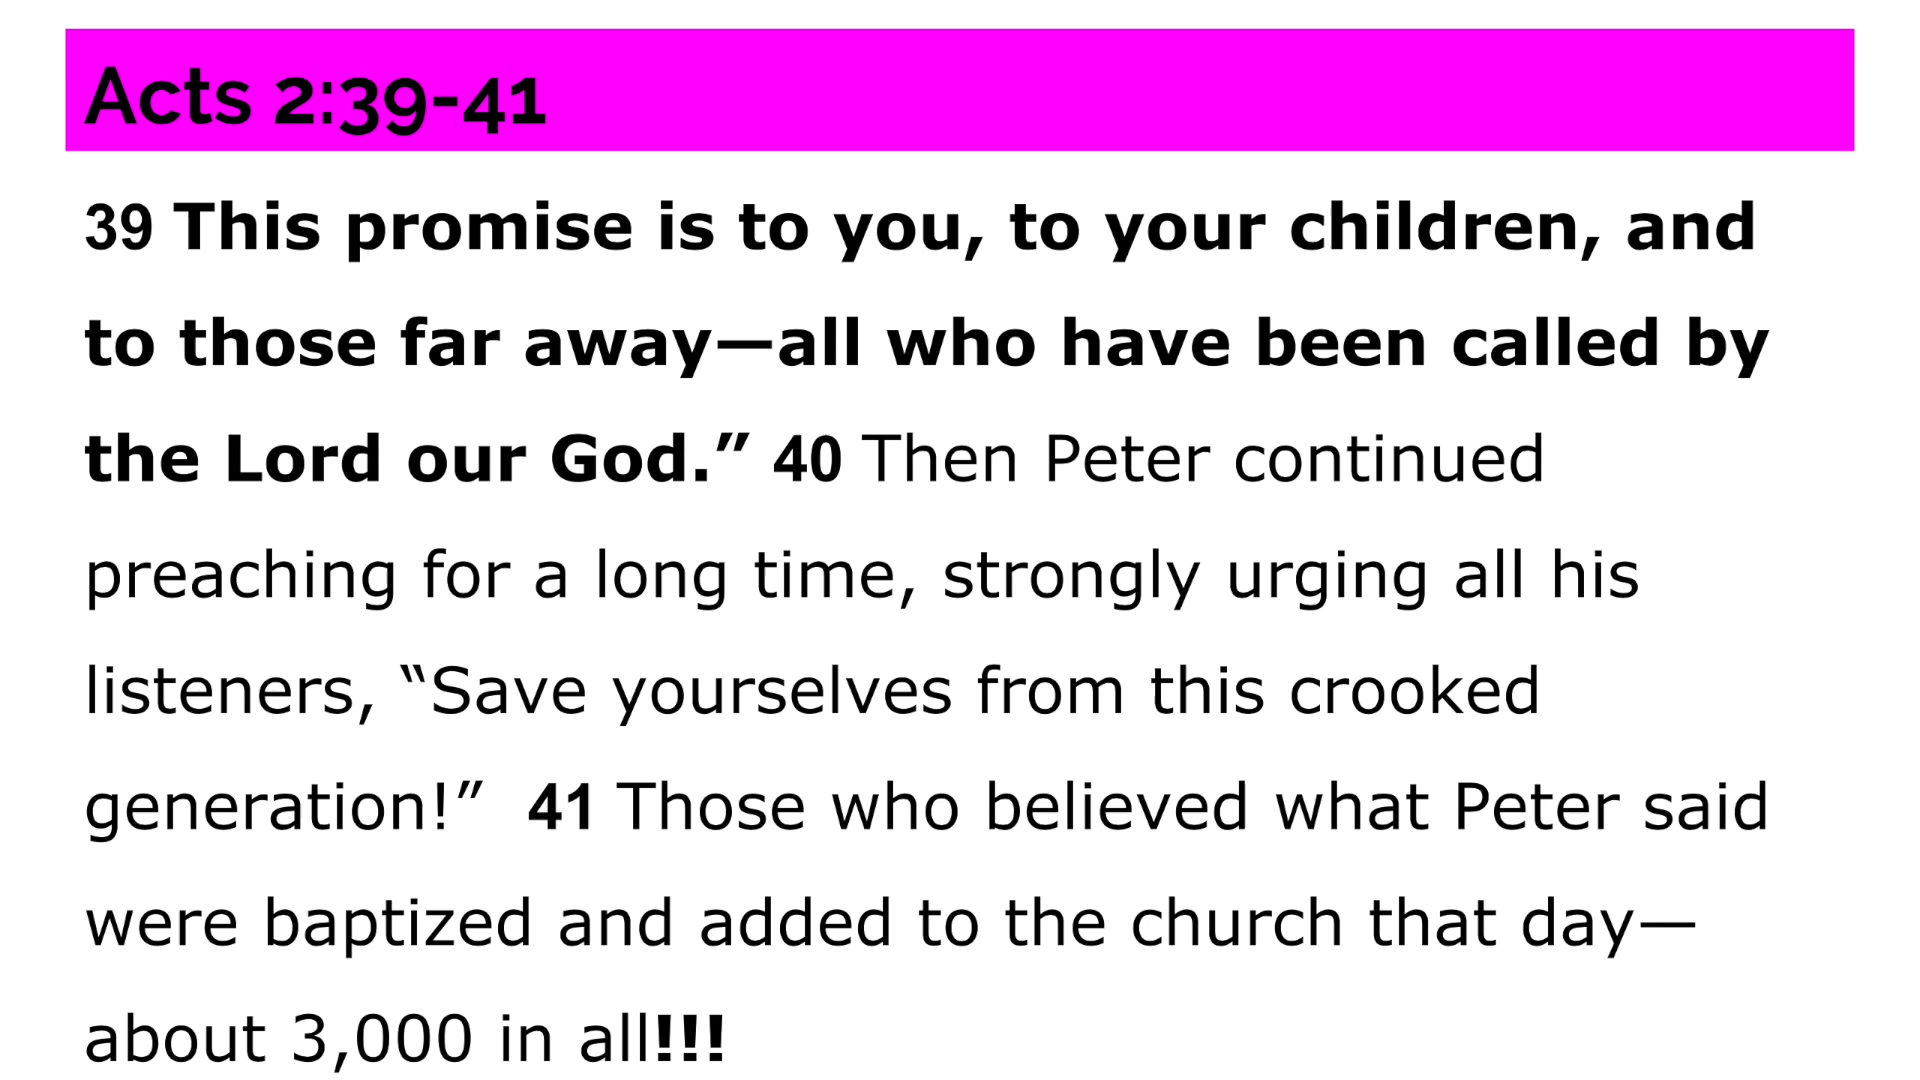 Acts 2:39-41
39 This promise is to you, to your children, and
to those far away—all who have been called by
the Lord our God.” 40 Then Peter continued
preaching for a long time, strongly urging all his
listeners, “Save yourselves from this crooked
generation!”  41 Those who believed what Peter said
were baptized and added to the church that day—
about 3,000 in all!!!